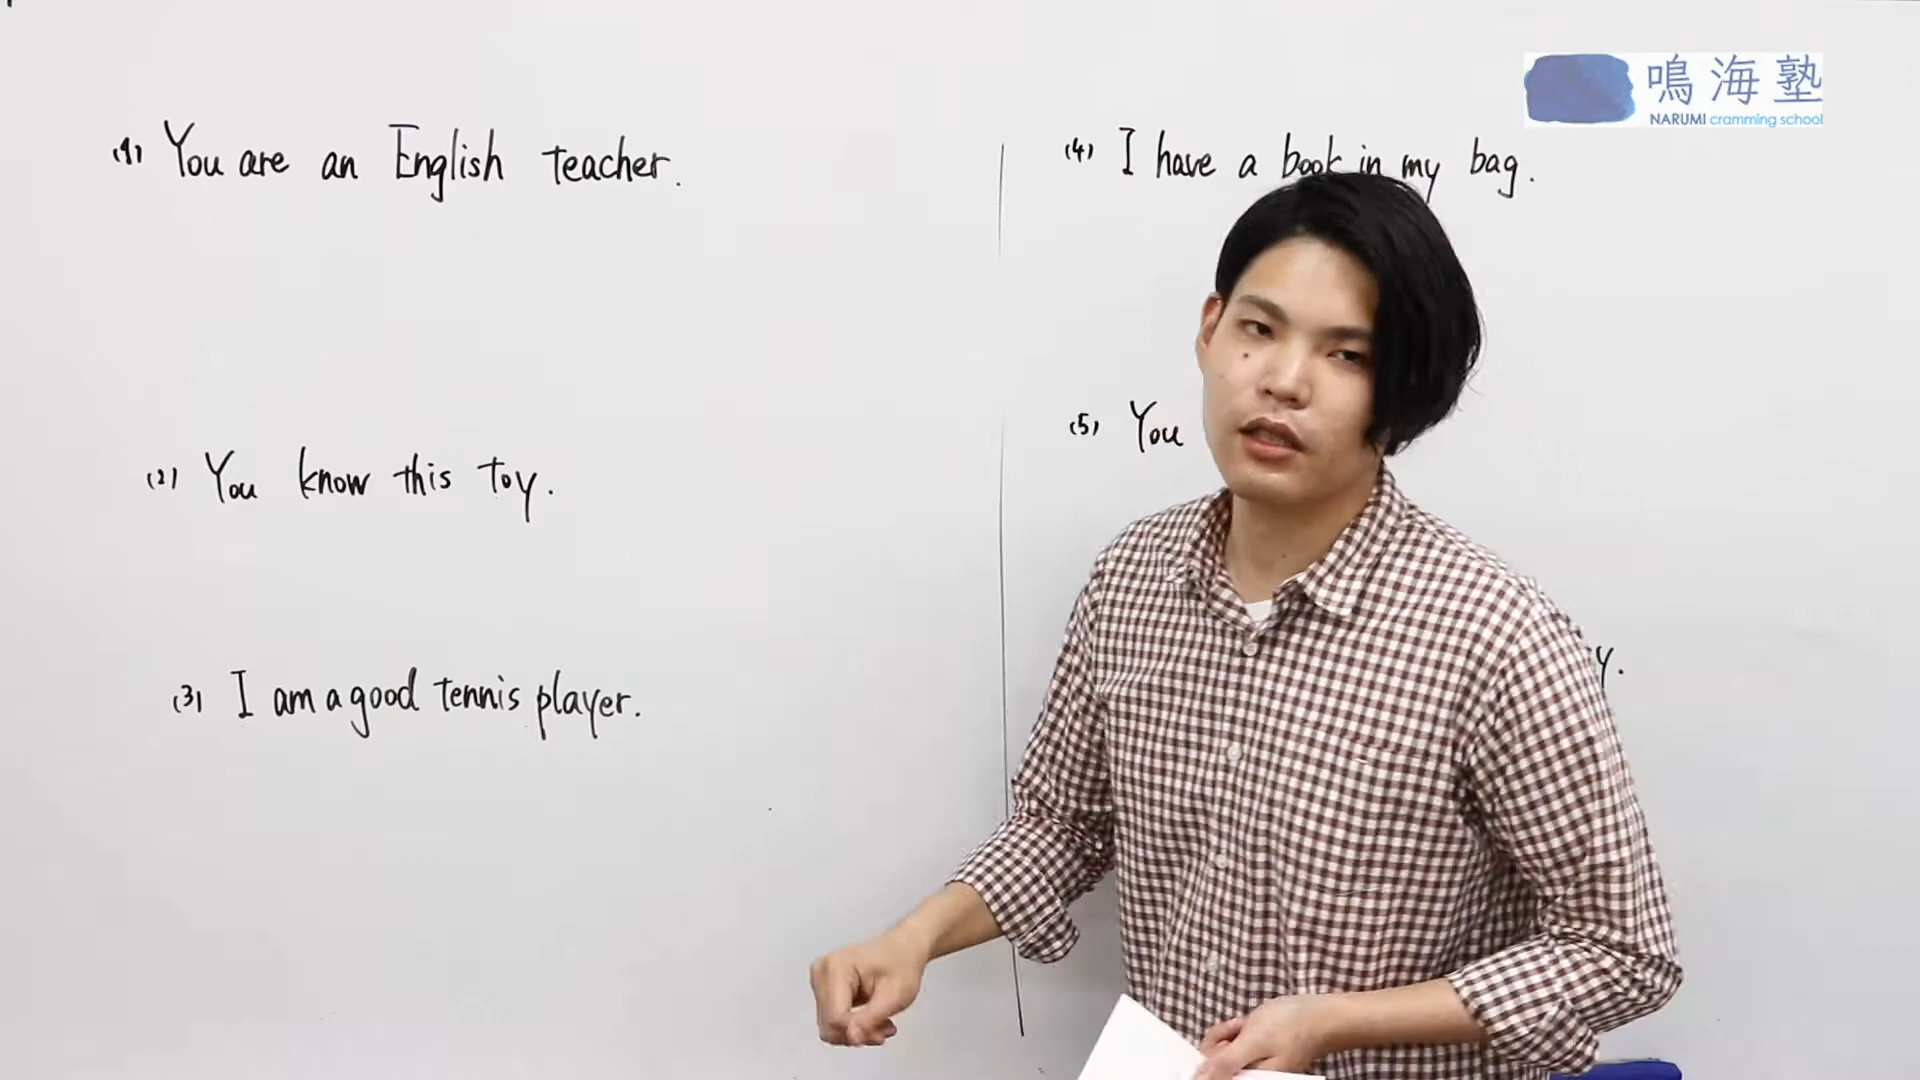 鳴海塾
NARUMI cramming school
(1) You are an English teacher.
(2) You know this toy.
(3) I am a good tennis player.
(4) I have a book in my bag.
(5) You